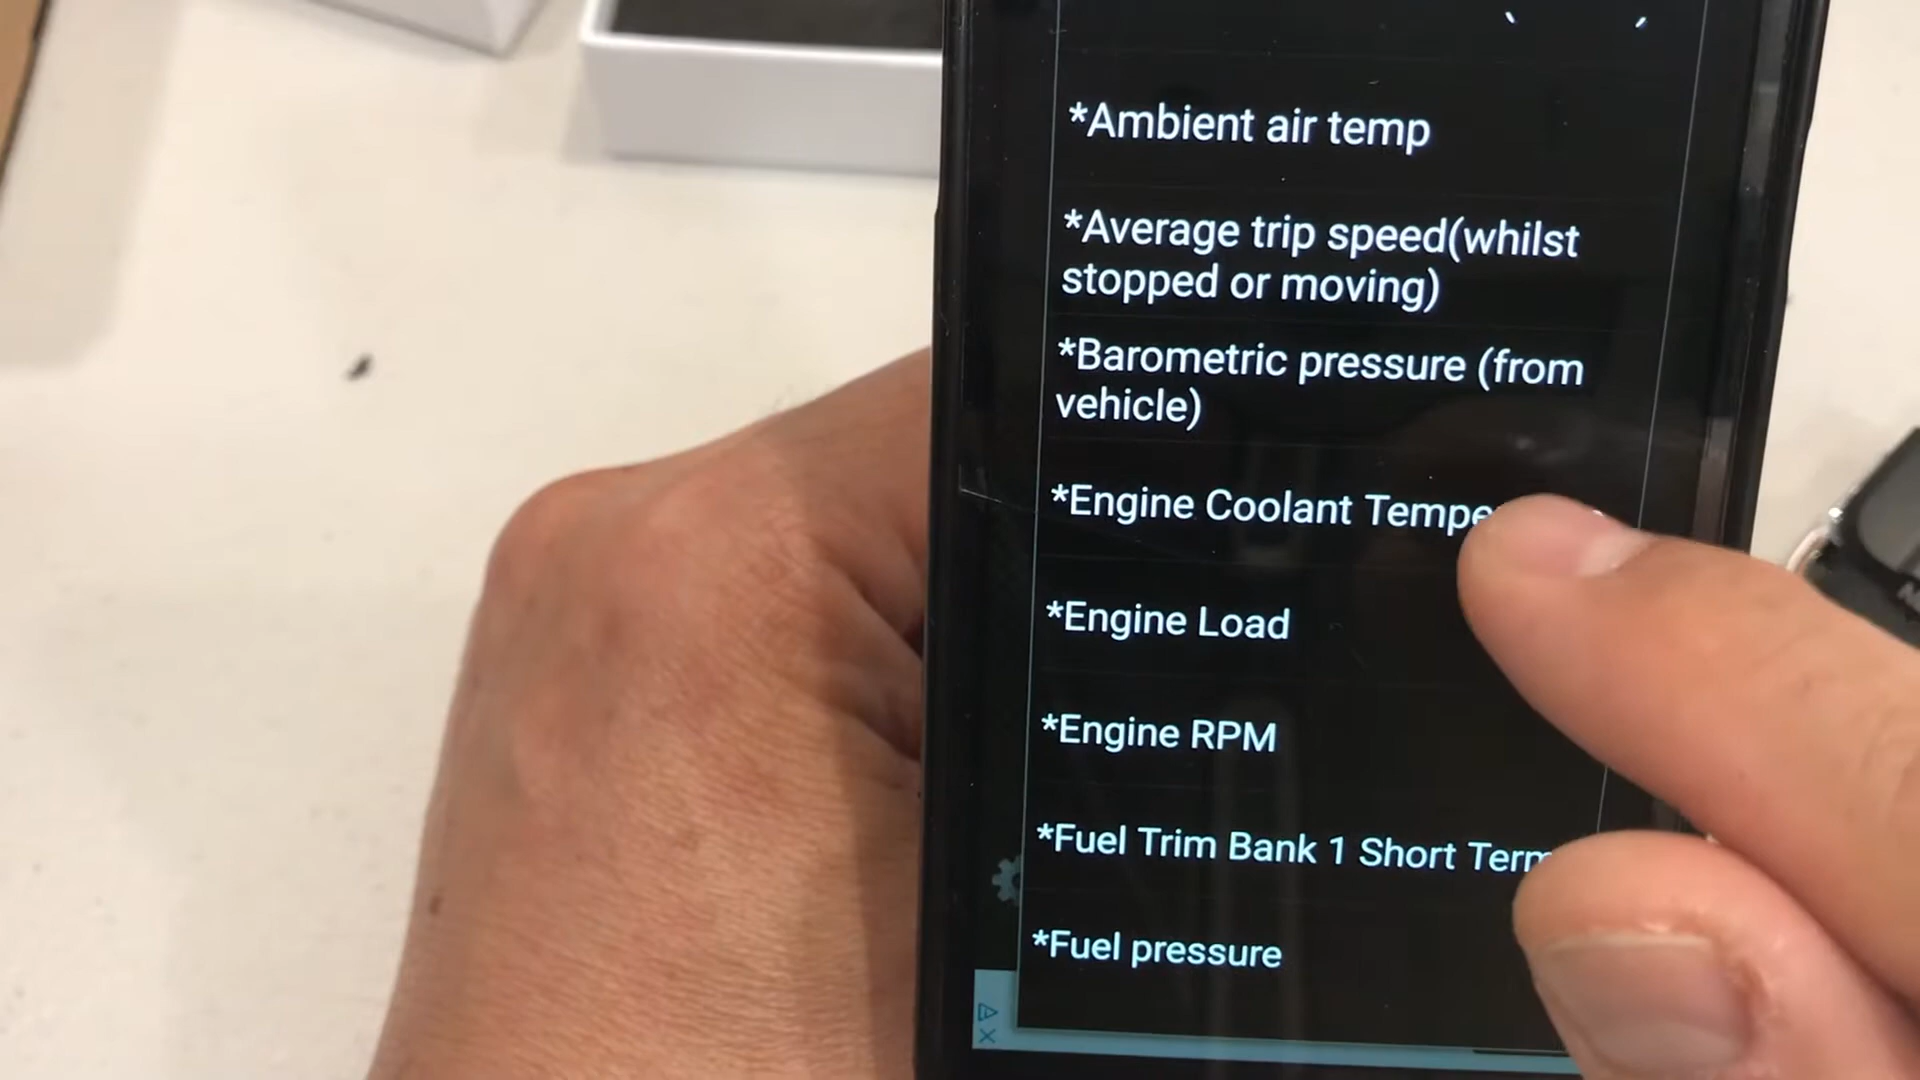 *Ambient air temp
*Average trip speed(whilst
stopped or moving)
*Barometric pressure (from
vehicle)
*Engine Coolant
*Engine Load
*Engine RPM
*Fuel Trim Bank 1 Short Term
*Fuel pressure